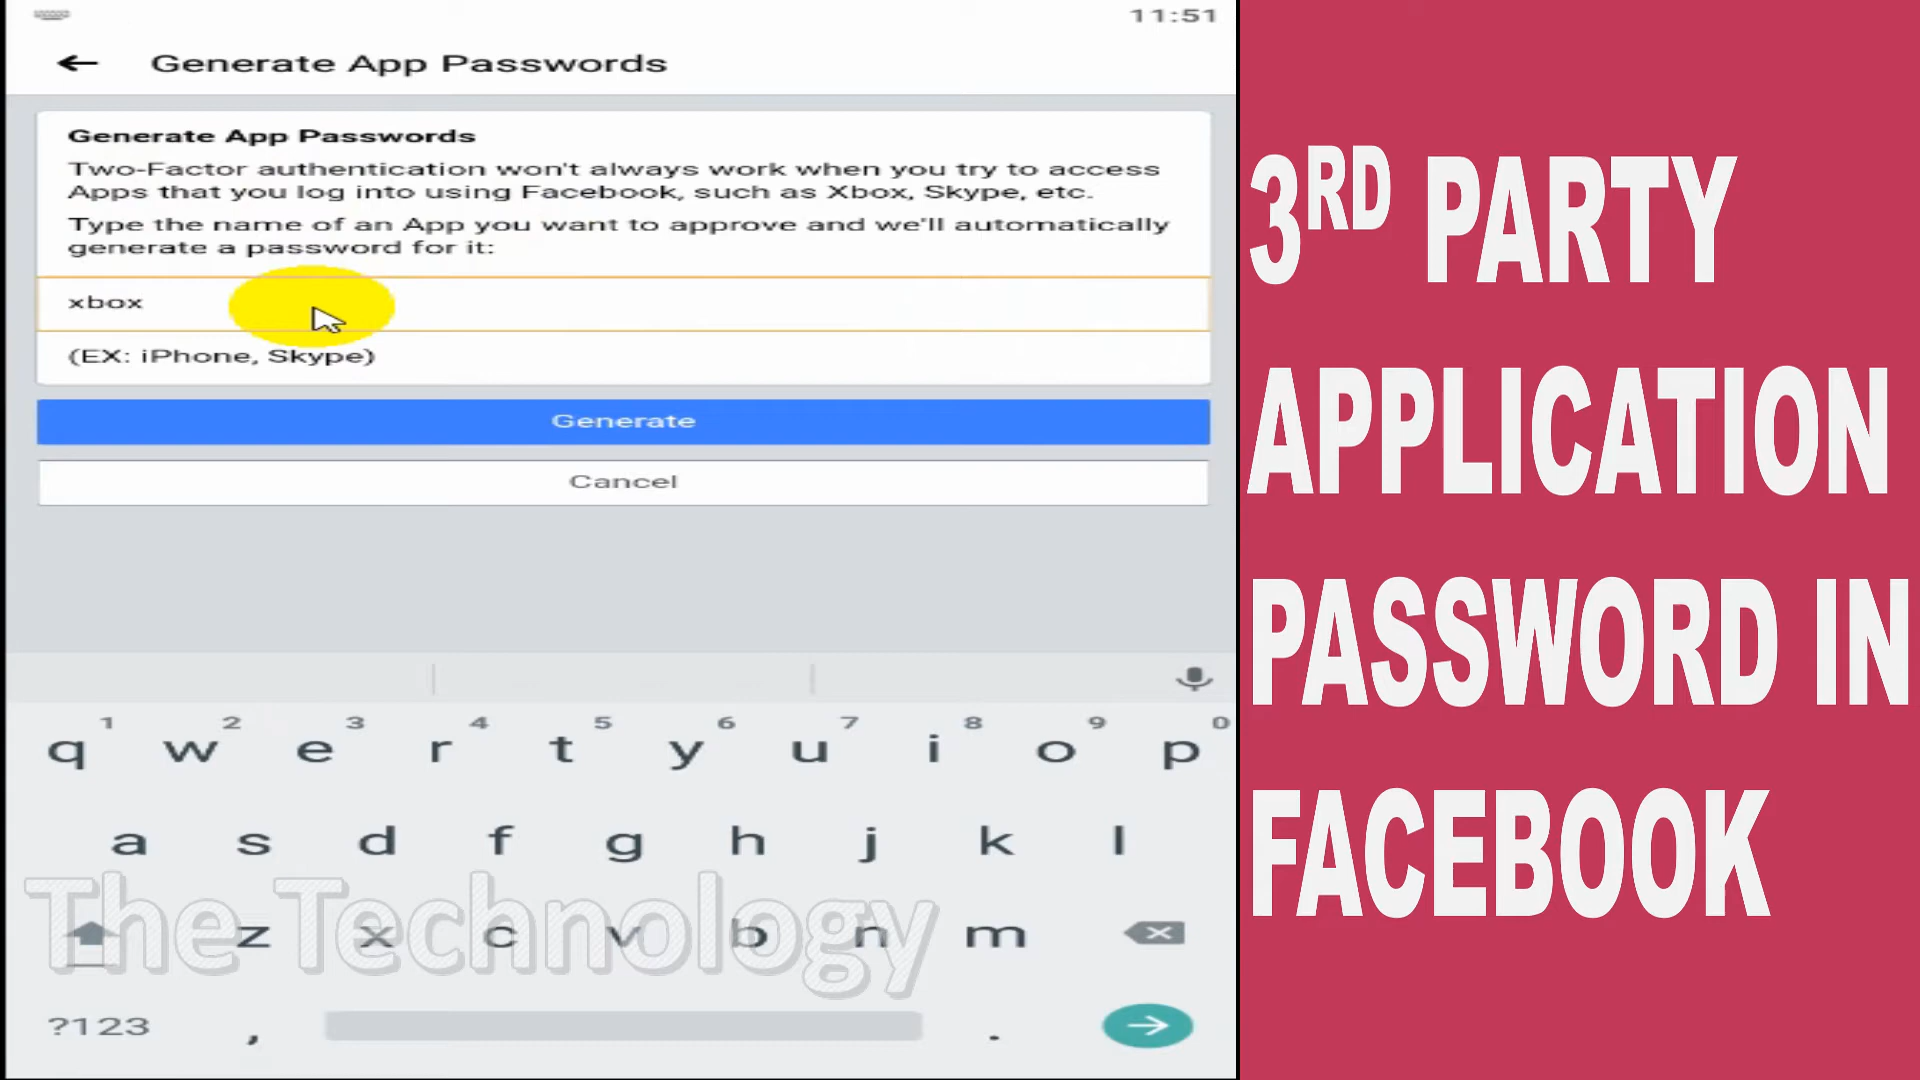 11:51
Generate App Passwords
Generate App Passwords
Two-Factor authentication won't always work when you try to access
Apps that you log into using Facebook, such as Xbox, Skype, etc.
Type the name of an App you want to approve and we'll automatically
generate a password for it:
xbox
(EX: iPhone, Skype)
Generate
Cancel
1 2 3 4 5 6 7 8 9 0
q w e r t y u i o p
a s d f g h j k l
z x c v b n m
The Technology
?123 , .
3RD PARTY
APPLICATION
PASSWORD IN
FACEBOOK